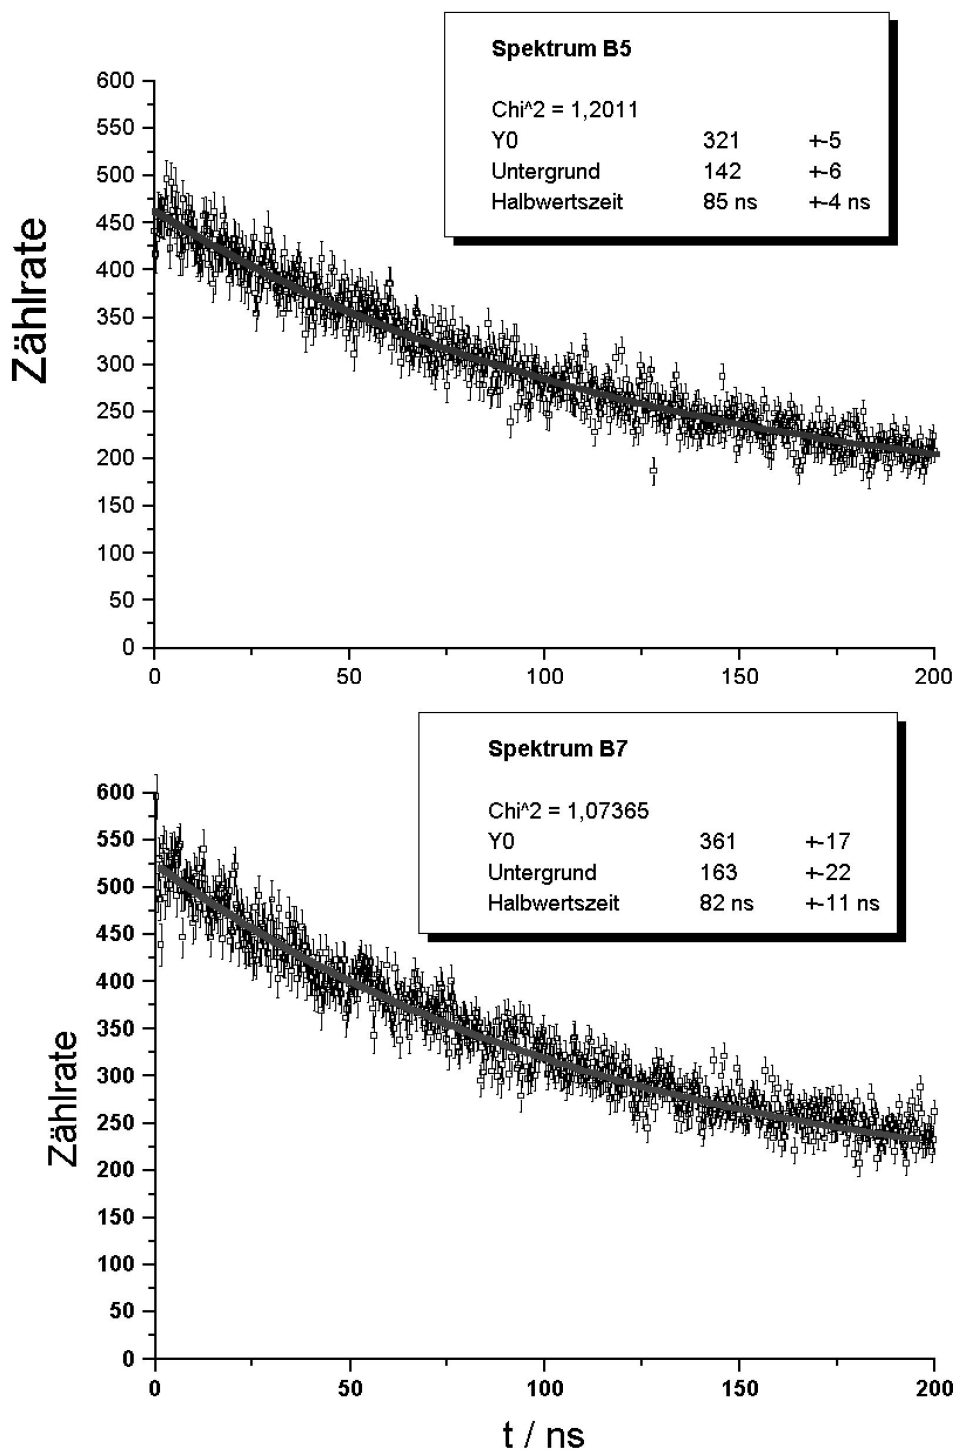 Spektrum B5
Chi^2 = 1,2011
Y0 321 +-5
Untergrund 142 +-6
Halbwertszeit 85 ns +-4 ns
Zählrate
600
550
500
450
400
350
300
250
200
150
100
50
0
0 50 100 150 200
Spektrum B7
Chi^2 = 1,07365
Y0 361 +-17
Untergrund 163 +-22
Halbwertszeit 82 ns +-11 ns
Zählrate
600
550
500
450
400
350
300
250
200
150
100
50
0
0 50 100 150 200
t / ns